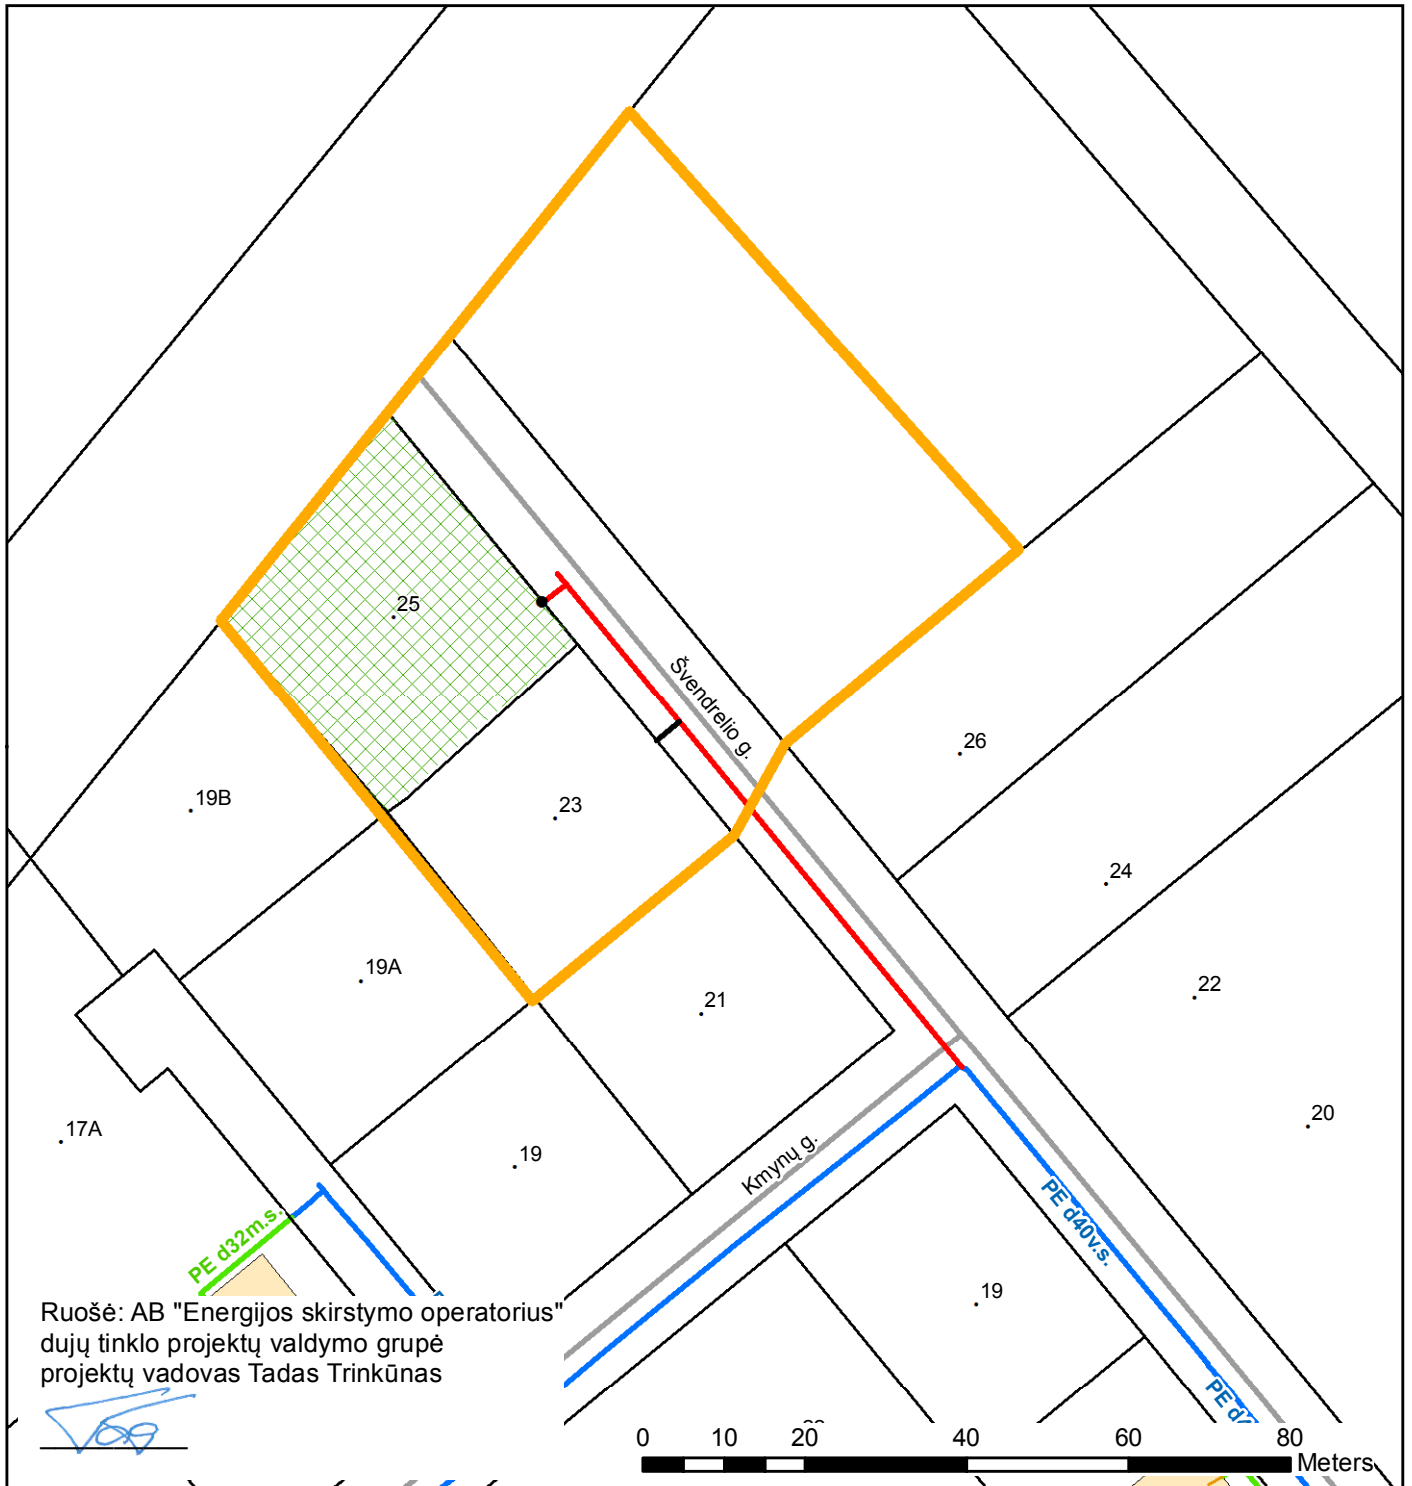 25
Švendrelio g.
26
19B
23
24
19A
21
22
17A
19
20
Kmynų g.
PE d32m.s.
PE d40v.s.
19
Ruošė: AB "Energijos skirstymo operatorius"
dujų tinklo projektų valdymo grupė
projektų vadovas Tadas Trinkūnas
PE d
0 10 20 40 60 80
Meters